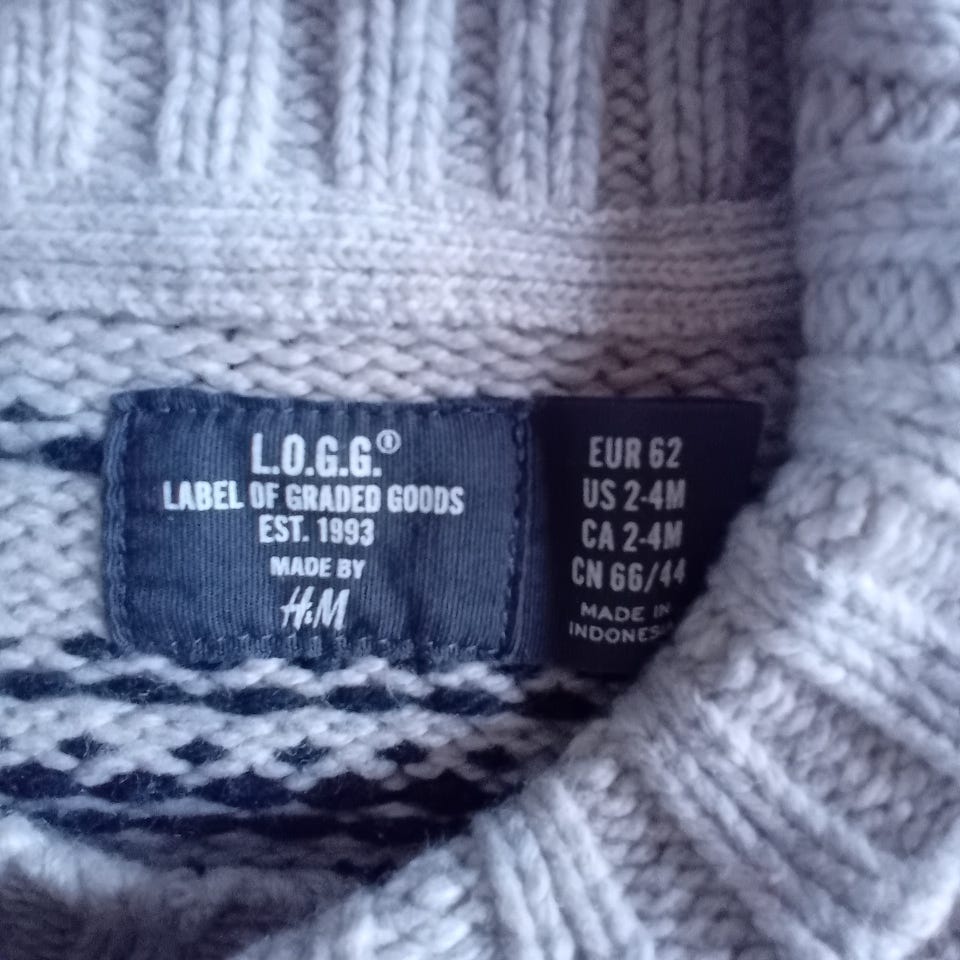 L.O.G.G.®
LABEL OF GRADED GOODS
EST. 1993
MADE BY
H&M
EUR 62
US 2-4M
CA 2-4M
CN 66/44
MADE IN